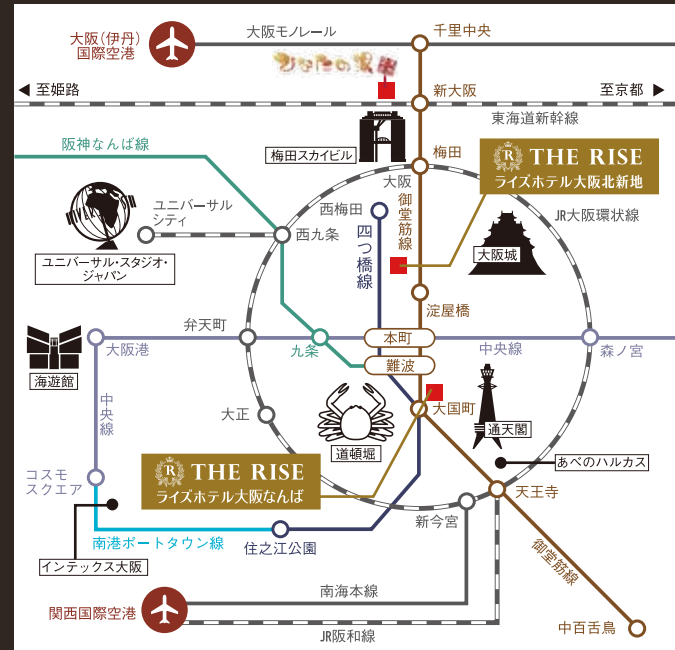 大阪(伊丹)
国際空港
大阪モノレール
千里中央
ひなたの宿
至姫路
新大阪
至京都
東海道新幹線
阪神なんば線
梅田スカイビル
梅田
大阪
R THE RISE
ライズホテル大阪北新地
ユニバーサル
シティ
西梅田
御堂筋線
JR大阪環状線
西九条
四つ橋線
大阪城
ユニバーサル・スタジオ・
ジャパン
淀屋橋
弁天町
本町
大阪港
九条
中央線
森ノ宮
難波
海遊館
中央線
大正
大国町
通天閣
道頓堀
あべのハルカス
コスモ
スクエア
R THE RISE
ライズホテル大阪なんば
天王寺
新今宮
南港ポートタウン線
住之江公園
御堂筋線
インテックス大阪
南海本線
関西国際空港
JR阪和線
中百舌鳥